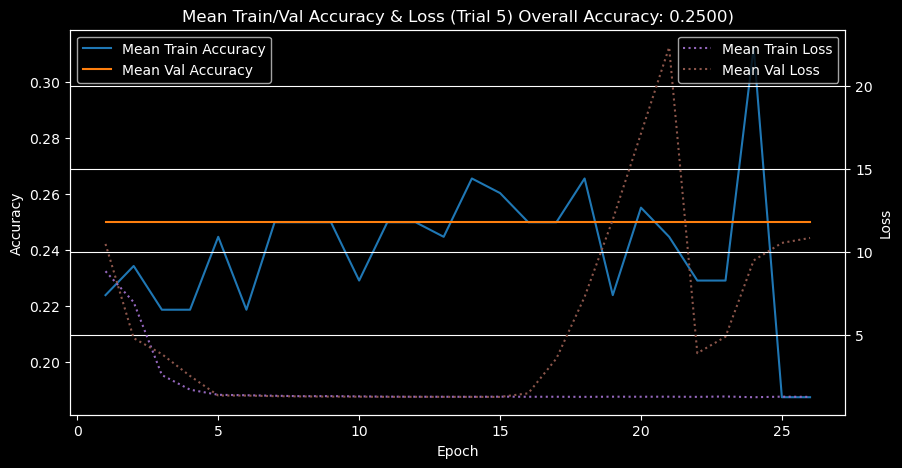 Mean Train/Val Accuracy & Loss (Trial 5) Overall Accuracy: 0.2500)
Mean Train Accuracy
Mean Val Accuracy
Mean Train Loss
Mean Val Loss
0.30
0.28
0.26
0.24
0.22
0.20
Accuracy
20
15
10
5
Loss
0
5
10
15
20
25
Epoch